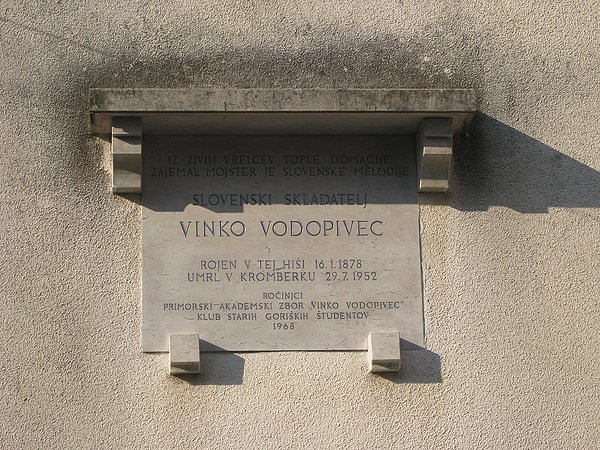 IZ ŽIVIH VRELCEV TOPLE DOMAČIJE
ZAJEMAL MOJSTER JE SLOVENSKE MELODIJE
SLOVENSKI SKLADATELJ
VINKO VODOPIVEC
ROJEN V TEJ HIŠI 16.1.1878
UMRL V KROMBERKU 29.7.1952
ROČINJCI
PRIMORSKI AKADEMSKI ZBOR „VINKO VODOPIVEC"
KLUB STARIH GORIŠKIH ŠTUDENTOV
1968